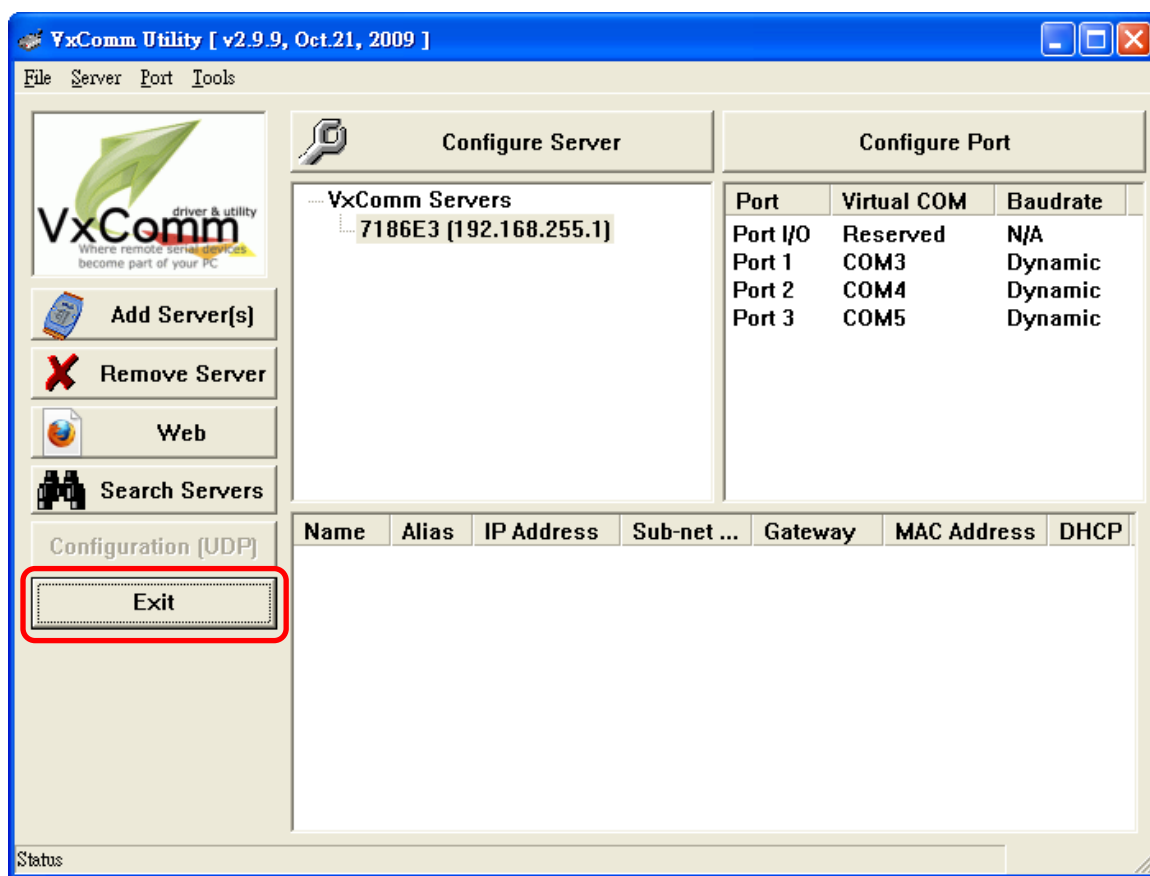 VxComm Utility [ v2.9.9, Oct.21, 2009 ]
File Server Port Tools
VxComm
driver & utility
Where remote serial devices
become part of your PC
Add Server(s)
Remove Server
Web
Search Servers
Configuration (UDP)
Exit
Configure Server
VxComm Servers
7186E3 (192.168.255.1)
Configure Port
Port Virtual COM Baudrate
Port I/O Reserved N/A
Port 1 COM3 Dynamic
Port 2 COM4 Dynamic
Port 3 COM5 Dynamic
Name Alias IP Address Sub-net ... Gateway MAC Address DHCP
Status